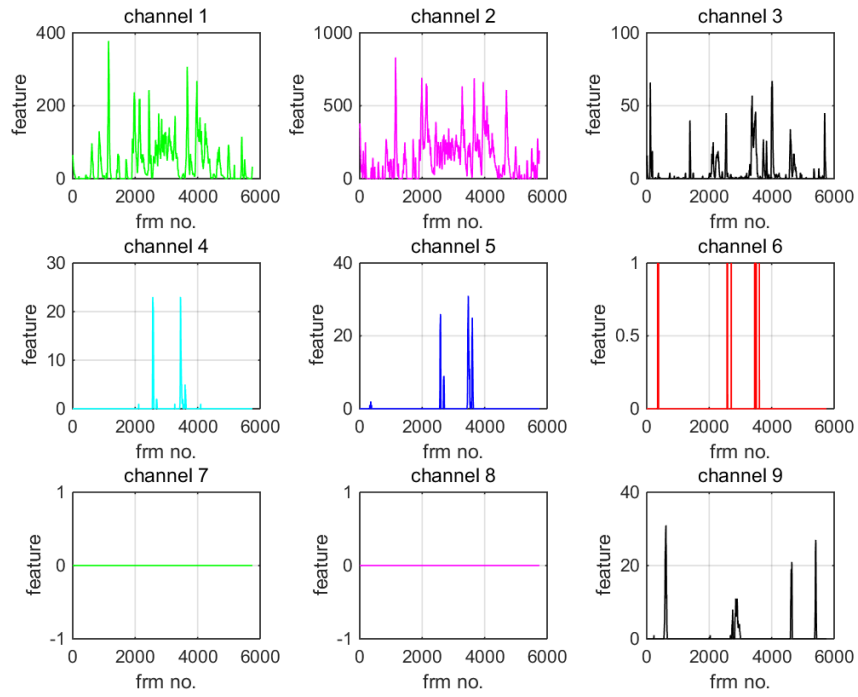 channel 1 channel 2 channel 3
400 1000 100
feature 200 feature 500 feature 50
0 0 0
0 2000 4000 6000 0 2000 4000 6000 0 2000 4000 6000
frm no. frm no. frm no.
channel 4 channel 5 channel 6
30 40 1
20
feature feature 20 feature 0.5
10
0 0 0
0 2000 4000 6000 0 2000 4000 6000 0 2000 4000 6000
frm no. frm no. frm no.
channel 7 channel 8 channel 9
1 1 40
feature 0 feature 0 feature 20
-1 -1 0
0 2000 4000 6000 0 2000 4000 6000 0 2000 4000 6000
frm no. frm no. frm no.